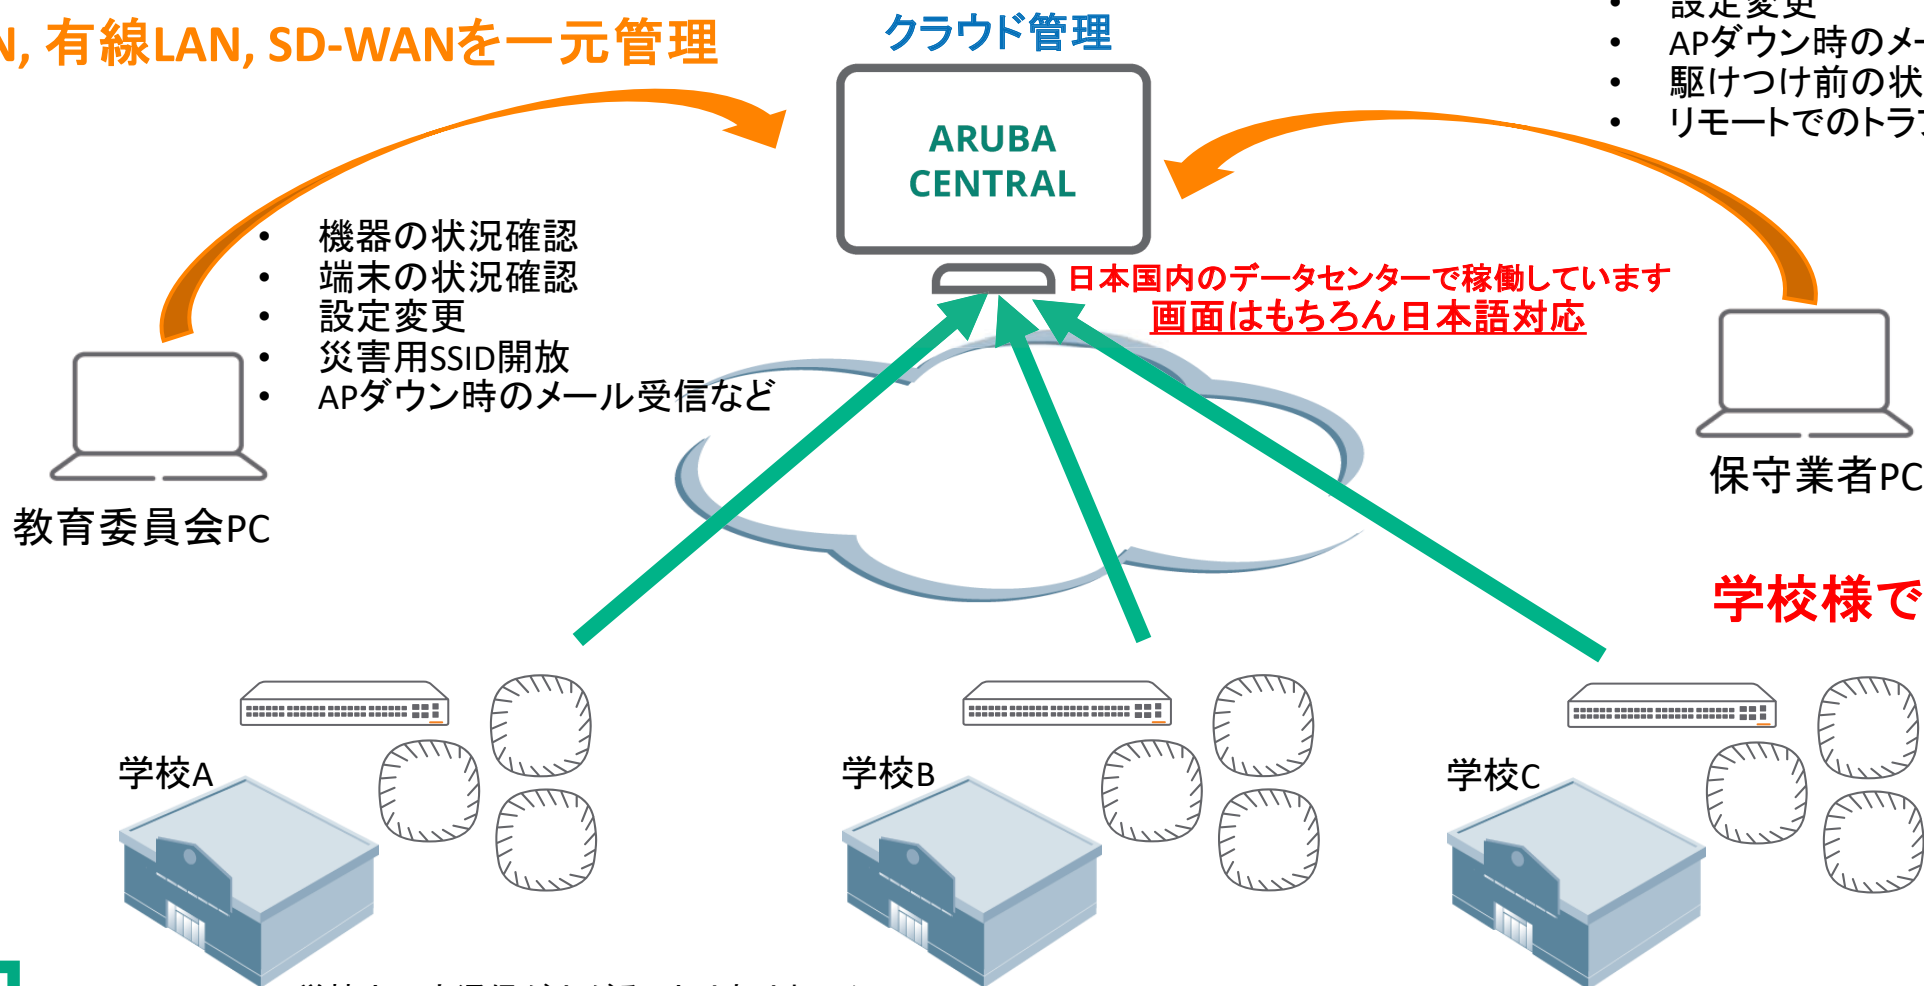 N, 有線LAN, SD-WANを一元管理
クラウド管理
設定変更
• APダウン時のメー
• 駆けつけ前の状
• リモートでのトラブ
ARUBA
CENTRAL
• 機器の状況確認
• 端末の状況確認
• 設定変更
• 災害用SSID開放
• APダウン時のメール受信など
日本国内のデータセンターで稼働しています
画面はもちろん日本語対応
教育委員会PC
保守業者PC
学校様で
学校A
学校B
学校C